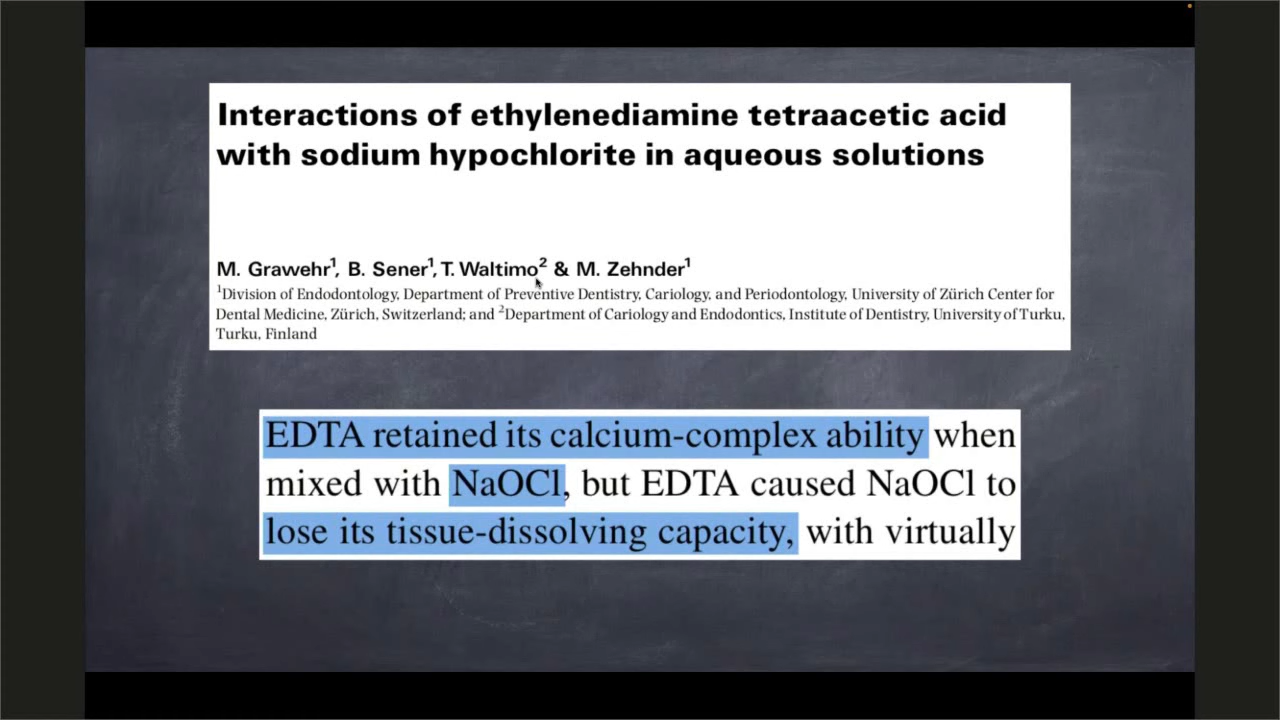 Interactions of ethylenediamine tetraacetic acid
with sodium hypochlorite in aqueous solutions
M. Grawehr1, B. Sener1, T. Waltimo2 & M. Zehnder1
1Division of Endodontology, Department of Preventive Dentistry, Cariology, and Periodontology, University of Zürich Center for
Dental Medicine, Zürich, Switzerland; and 2Department of Cariology and Endodontics, Institute of Dentistry, University of Turku,
Turku, Finland
EDTA retained its calcium-complex ability when
mixed with NaOCl, but EDTA caused NaOCl to
lose its tissue-dissolving capacity, with virtually